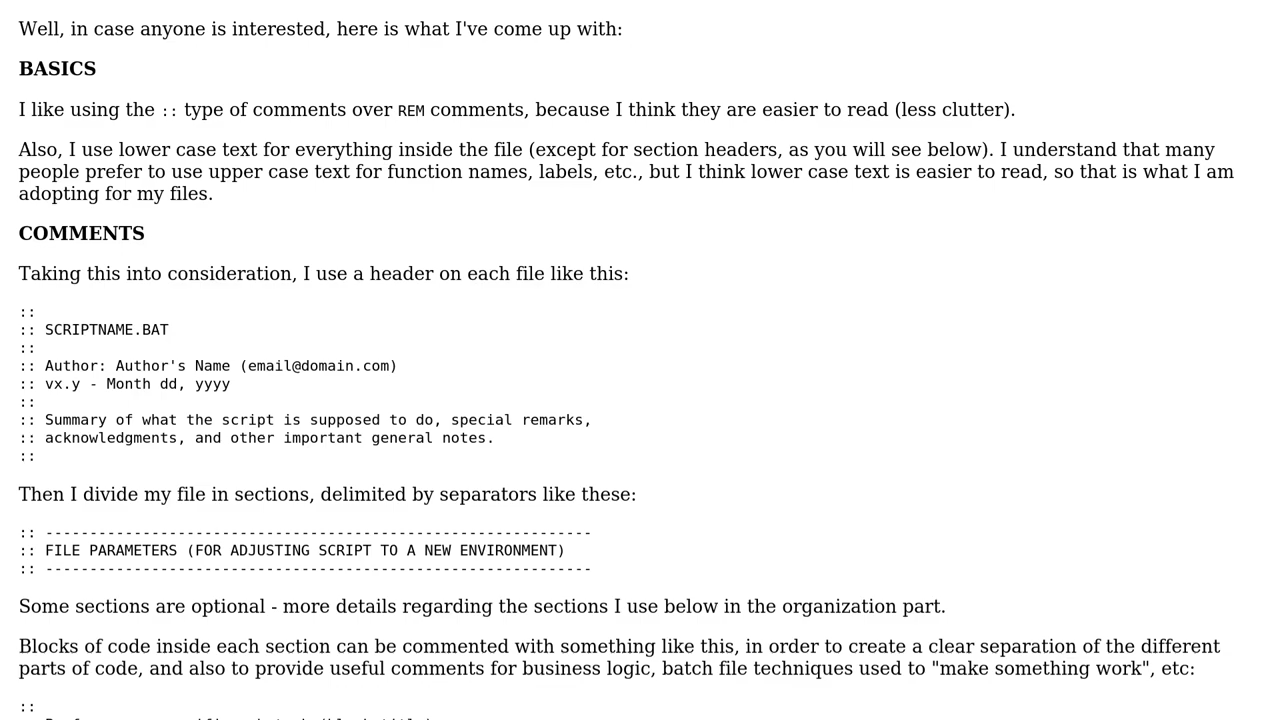 Well, in case anyone is interested, here is what I've come up with:
BASICS
I like using the :: type of comments over REM comments, because I think they are easier to read (less clutter).
Also, I use lower case text for everything inside the file (except for section headers, as you will see below). I understand that many
people prefer to use upper case text for function names, labels, etc., but I think lower case text is easier to read, so that is what I am
adopting for my files.
COMMENTS
Taking this into consideration, I use a header on each file like this:
::
:: SCRIPTNAME.BAT
::
:: Author: Author's Name (email@domain.com)
:: vx.y - Month dd, yyyy
::
:: Summary of what the script is supposed to do, special remarks,
:: acknowledgments, and other important general notes.
::
Then I divide my file in sections, delimited by separators like these:
:: --------------------------------------------------------------
:: FILE PARAMETERS (FOR ADJUSTING SCRIPT TO A NEW ENVIRONMENT)
:: --------------------------------------------------------------
Some sections are optional - more details regarding the sections I use below in the organization part.
Blocks of code inside each section can be commented with something like this, in order to create a clear separation of the different
parts of code, and also to provide useful comments for business logic, batch file techniques used to "make something work", etc:
::